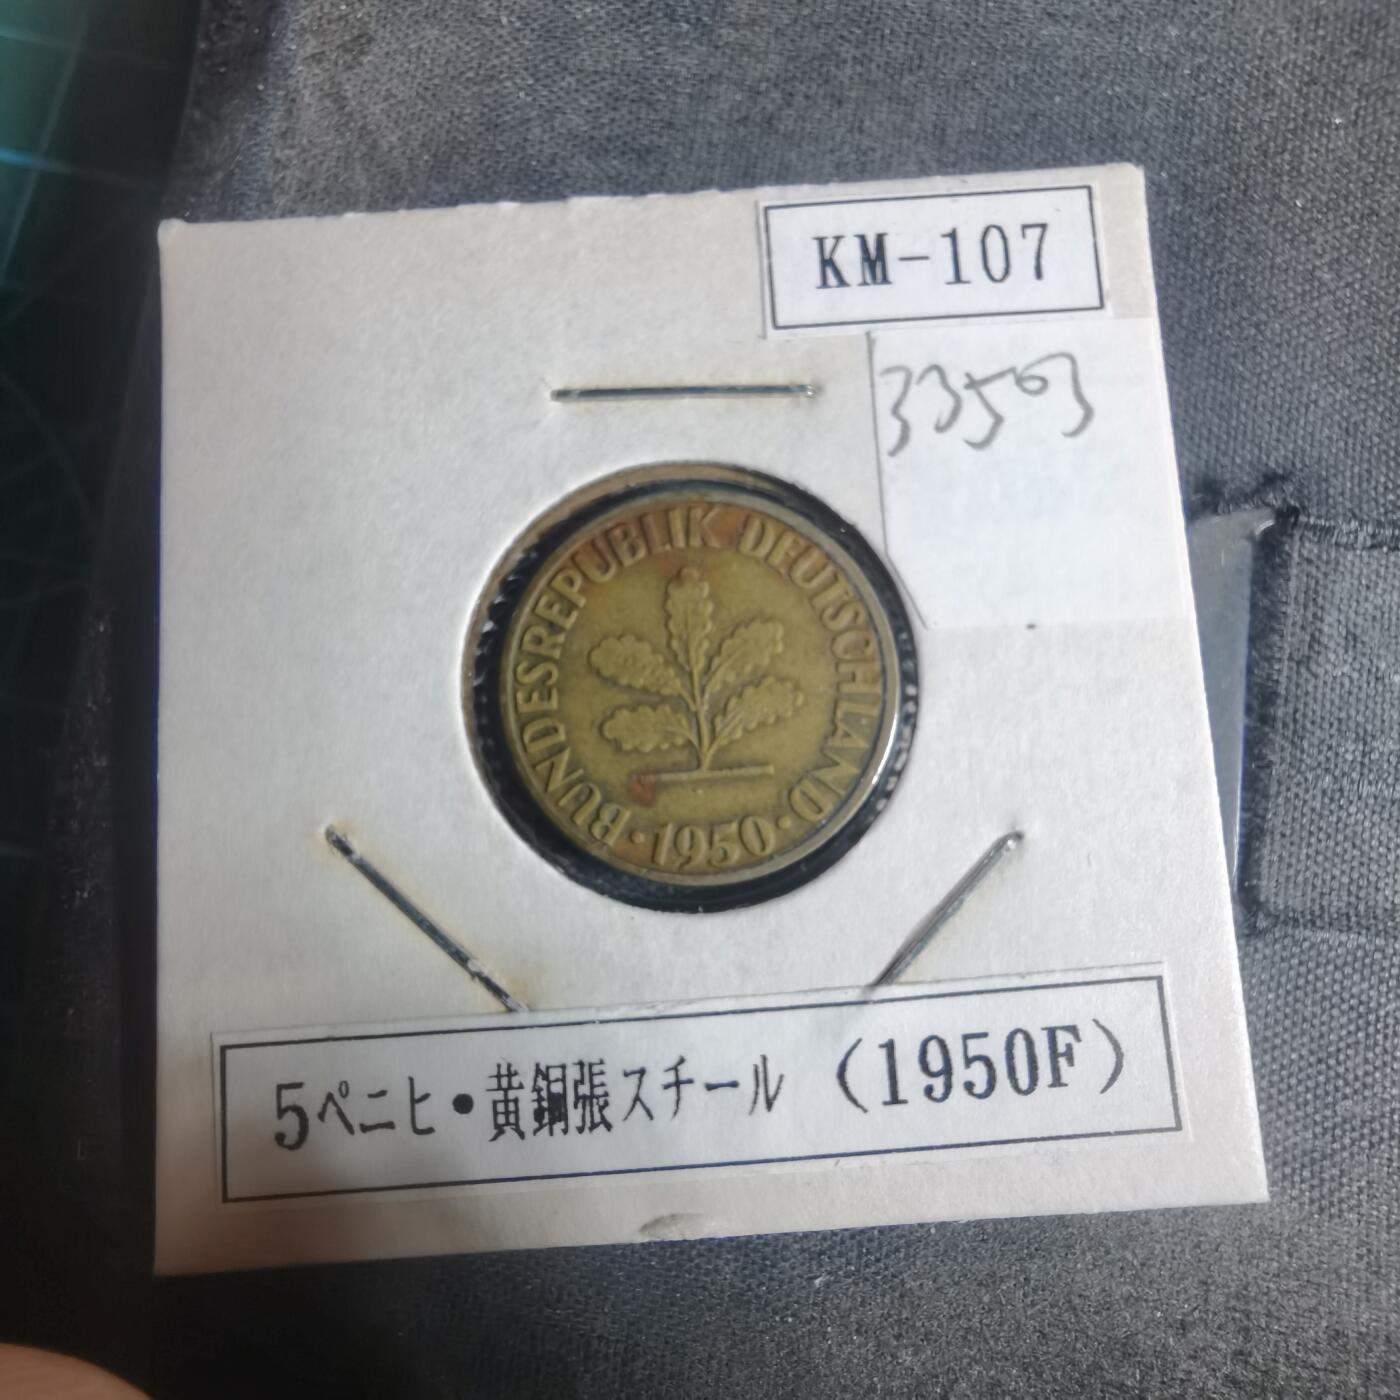 KM-107
33503
BUNDESREPUBLIK DEUTSCHLAND
·1950·
5ペニヒ・黄銅張スチール（1950F）